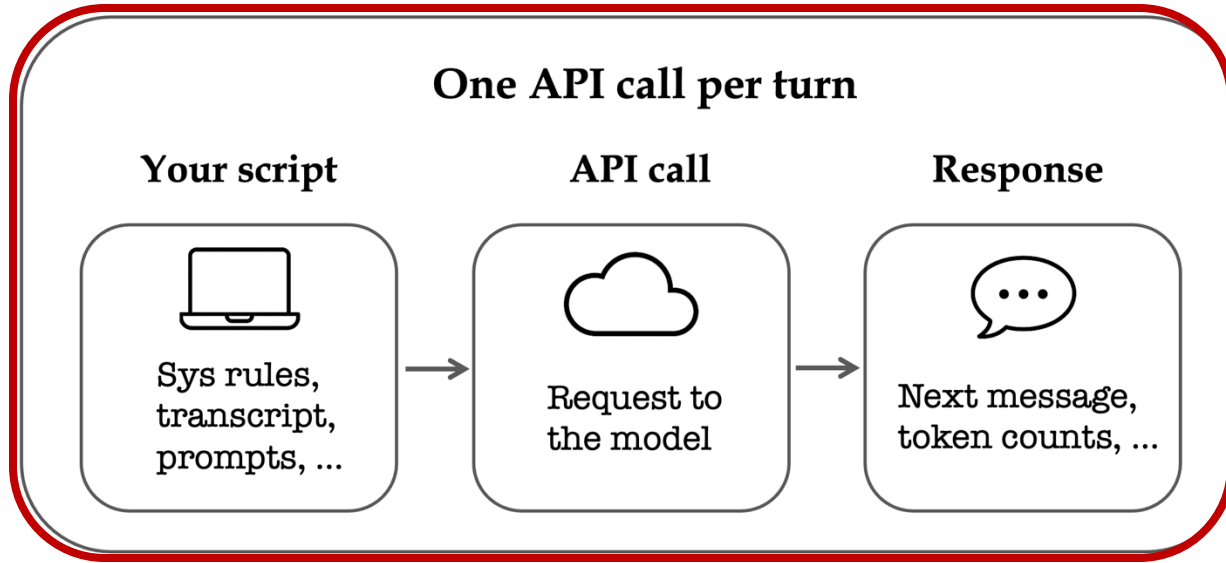 One API call per turn
Your script
API call
Response
Sys rules,
transcript,
prompts, ...
Request to
the model
Next message,
token counts, ...